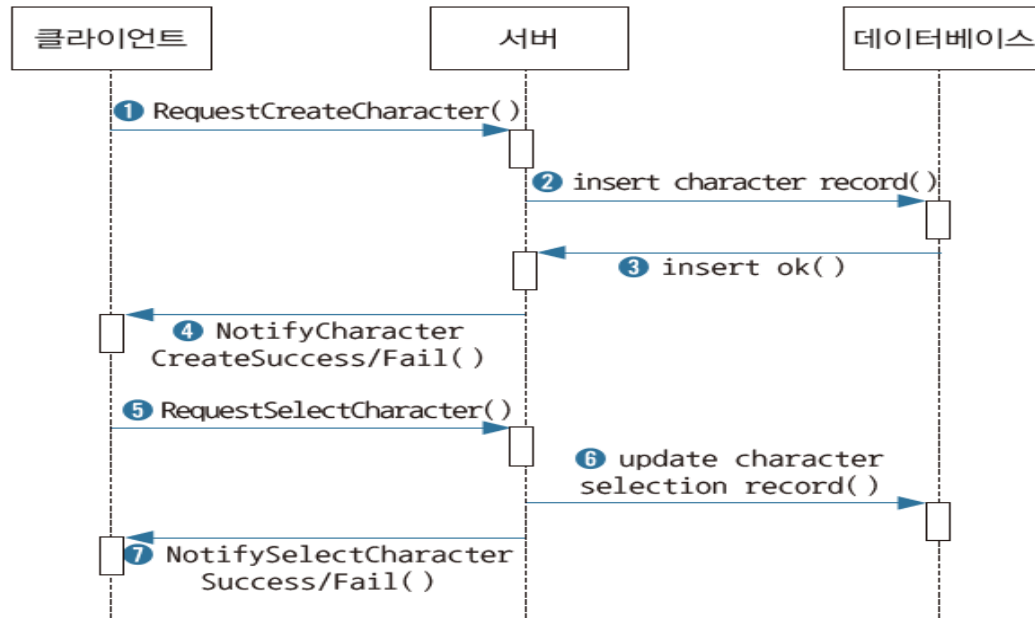 클라이언트
서버
데이터베이스
❶ RequestCreateCharacter()
❷ insert character record()
❸ insert ok()
❹ NotifyCharacter
CreateSuccess/Fail()
❺ RequestSelectCharacter()
❻ update character
selection record()
❼ NotifySelectCharacter
Success/Fail()